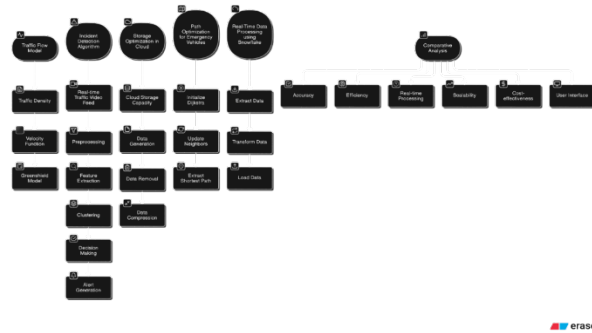 Traffic Flow
Model
Traffic Density
Velocity
Function
Greenshield Model
Incident
Detection
Algorithm
Real-time
Traffic Video
Feed
Preprocessing
Feature
Extraction
Clustering
Decision
Making
Alert
Generation
Storage
Optimization in
Cloud
Cloud Storage
Capacity
Data
Generation
Data Removal
Data
Compression
Path
Optimization
for Emergency
Vehicles
Initialize
Dijkstra
Update
Neighbors
Extract
Shortest Path
Real-Time Data
Processing
using
Snowflake
Extract Data
Transform Data
Load Data
Comparative
Analysis
Accuracy
Efficiency
Real-time
Processing
Scalability
Cost-
effectiveness
User Interface
erase